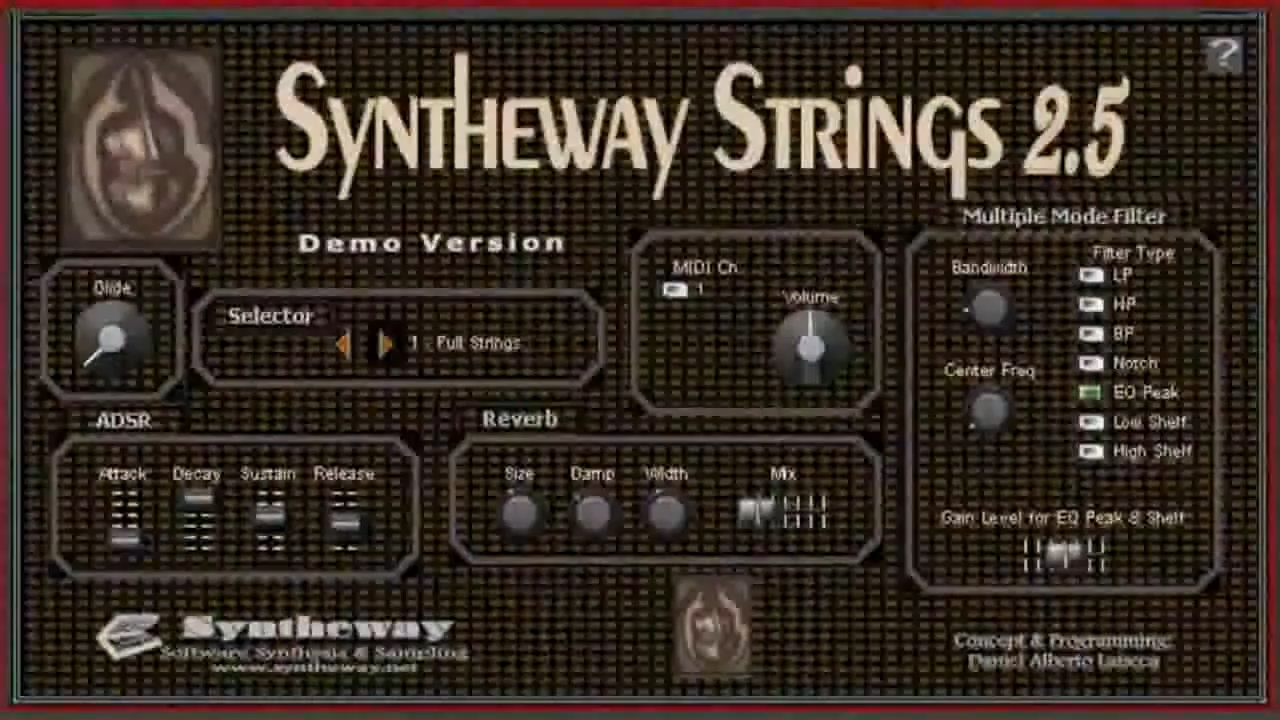 ?
SYNTHEWAY STRINGS 2.5
Demo Version
Multiple Mode Filter
Glide
Selector
1 - Full Strings
MIDI Ch
1
Volume
Bandwidth
Center Freq
Filter Type
LP
HP
BP
Notch
EQ Peak
Low Shelf
High Shelf
Gain Level for EQ Peak & Shelf
ADSR
Attack Decay Sustain Release
Reverb
Size Damp Width Mix
Syntheway
Software Synthesis & Sampling
www.syntheway.net
Concept & Programming:
Daniel Alberto